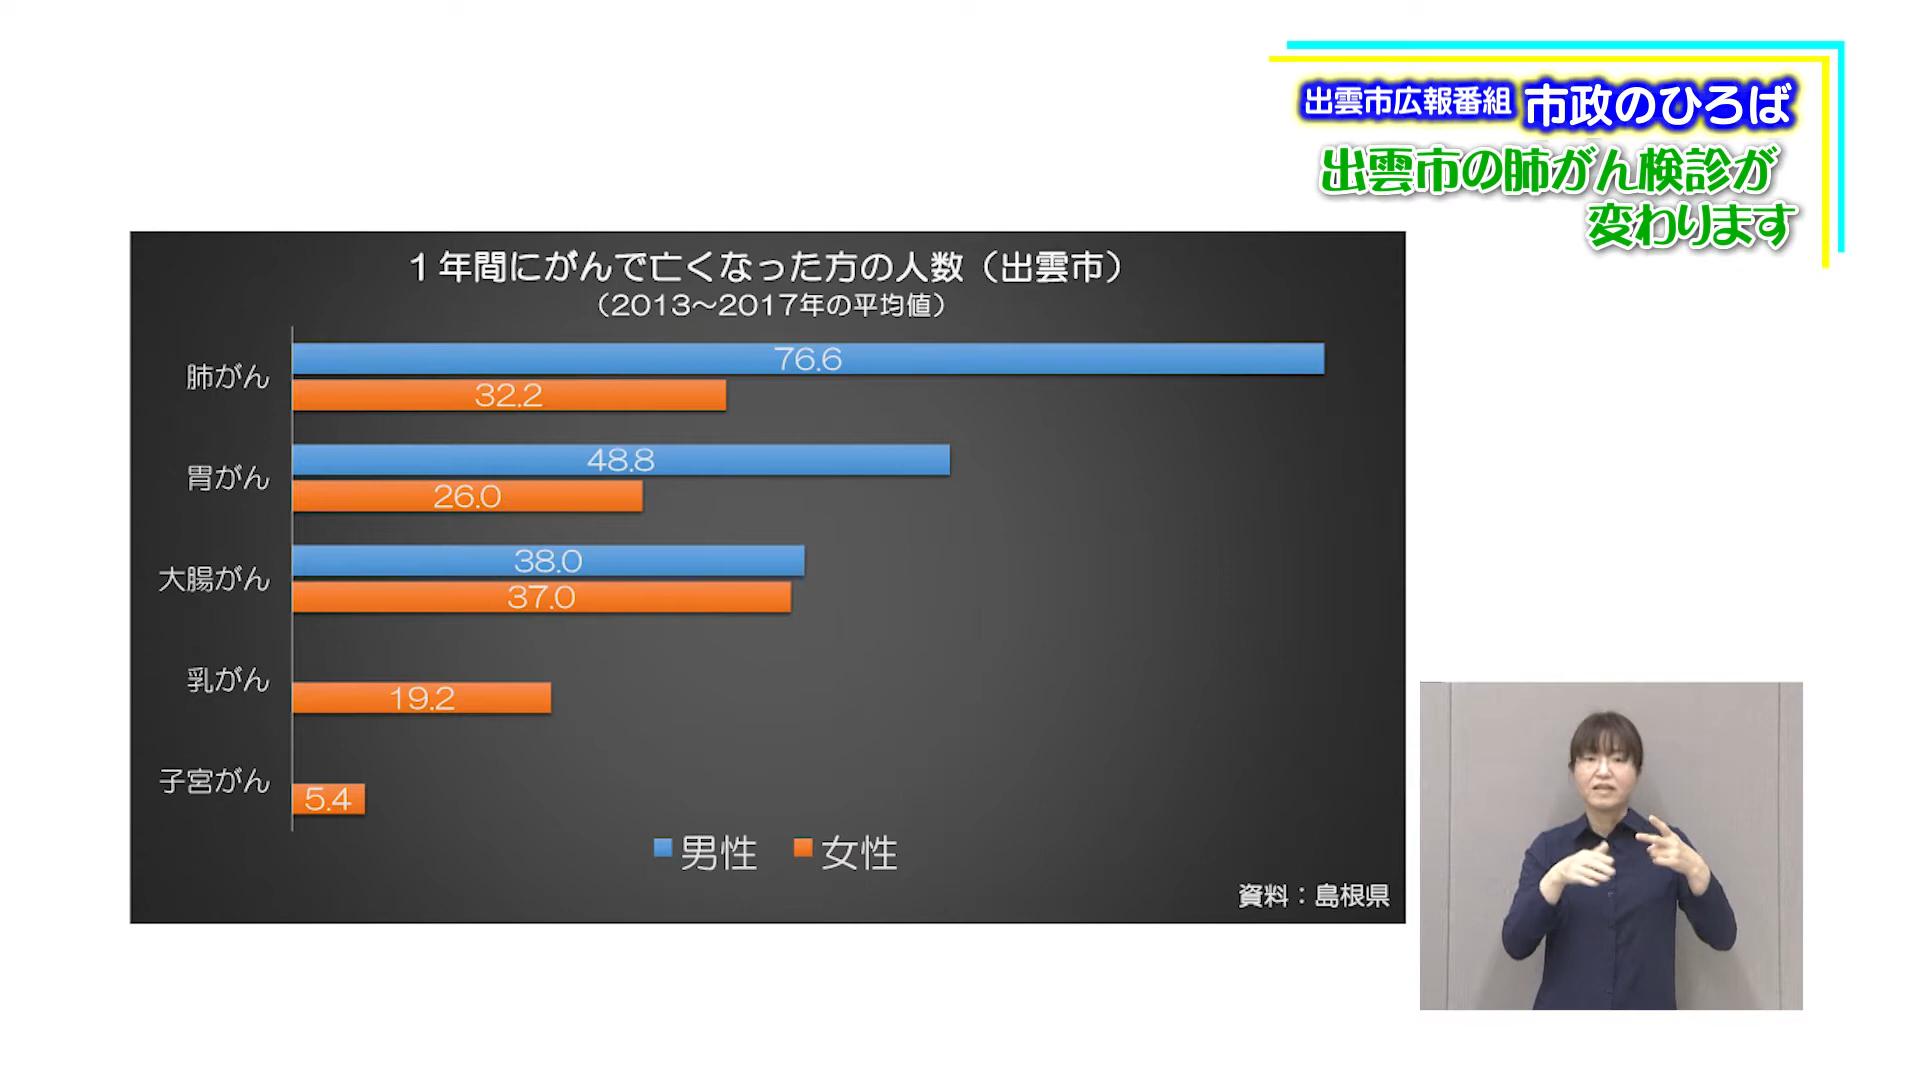 出雲市広報番組 市政のひろば
出雲市の肺がん検診が
変わります
１年間にがんで亡くなった方の人数（出雲市）
（2013～2017年の平均値）
肺がん
76.6
32.2
胃がん
48.8
26.0
大腸がん
38.0
37.0
乳がん
19.2
子宮がん
5.4
男性 女性
資料：島根県